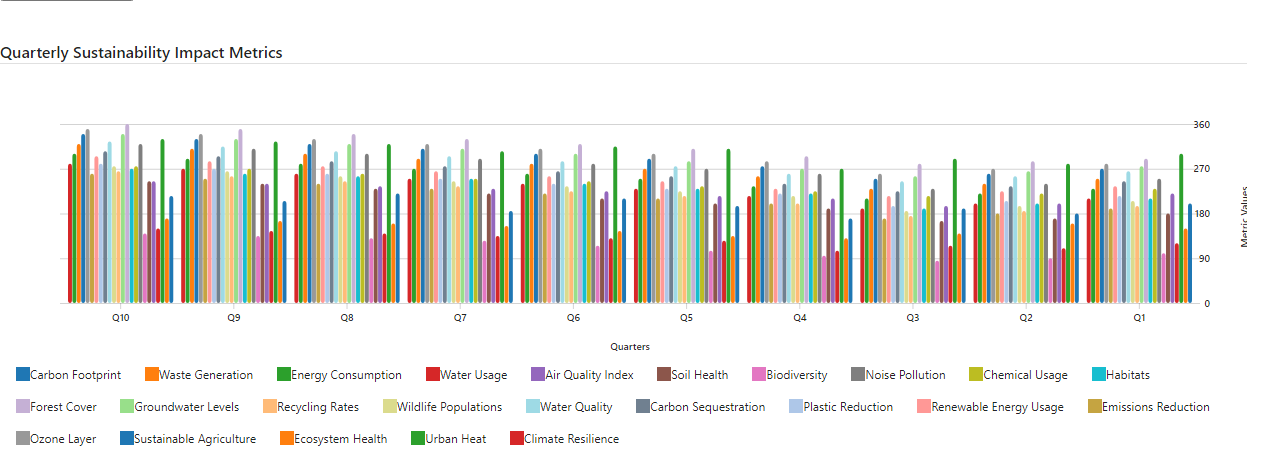 Quarterly Sustainability Impact Metrics
360
270
180
90
0
Metric Values
Q10 Q9 Q8 Q7 Q6 Q5 Q4 Q3 Q2 Q1
Quarters
Carbon Footprint Waste Generation Energy Consumption Water Usage Air Quality Index Soil Health Biodiversity Noise Pollution Chemical Usage Habitats
Forest Cover Groundwater Levels Recycling Rates Wildlife Populations Water Quality Carbon Sequestration Plastic Reduction Renewable Energy Usage Emissions Reduction
Ozone Layer Sustainable Agriculture Ecosystem Health Urban Heat Climate Resilience